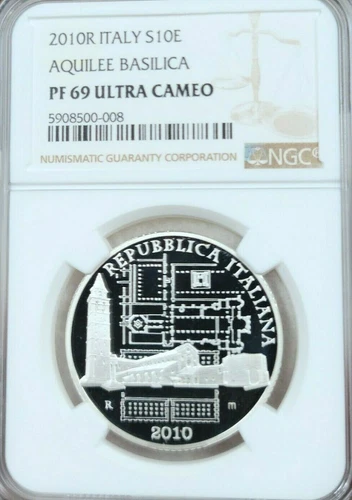 2010R ITALY S10E
AQUILEE BASILICA
PF 69 ULTRA CAMEO
5908500-008
NUMISMATIC GUARANTY CORPORATION
NGC®
REPUBBLICA ITALIANA
R
m
2010